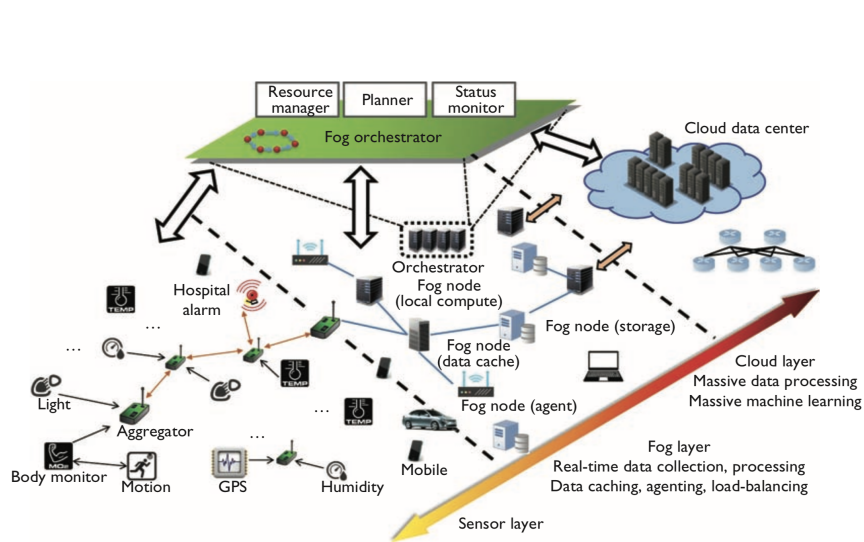 Resource
manager
Planner
Status
monitor
Fog orchestrator
Cloud data center
Hospital
alarm
Orchestrator
Fog node
(local compute)
TEMP
...
...
Fog node (storage)
Fog node
(data cache)
TEMP
Light
Fog node (agent)
...
TEMP
Aggregator
...
Body monitor
Motion
GPS
Humidity
Mobile
Cloud layer
Massive data processing
Massive machine learning
Fog layer
Real-time data collection, processing
Data caching, agenting, load-balancing
Sensor layer